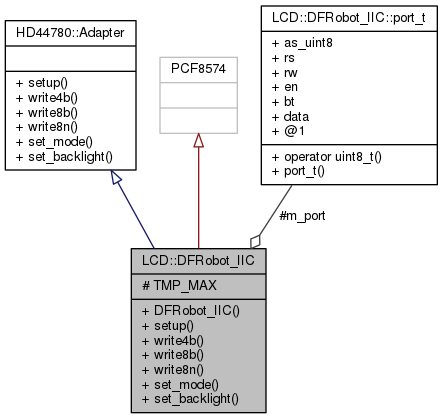 HD44780::Adapter
+ setup()
+ write4b()
+ write8b()
+ write8n()
+ set_mode()
+ set_backlight()
PCF8574
LCD::DFRobot_IIC::port_t
+ as_uint8
+ rs
+ rw
+ en
+ bt
+ data
+ @1
+ operator uint8_t()
+ port_t()
#m_port
LCD::DFRobot_IIC
# TMP_MAX
+ DFRobot_IIC()
+ setup()
+ write4b()
+ write8b()
+ write8n()
+ set_mode()
+ set_backlight()